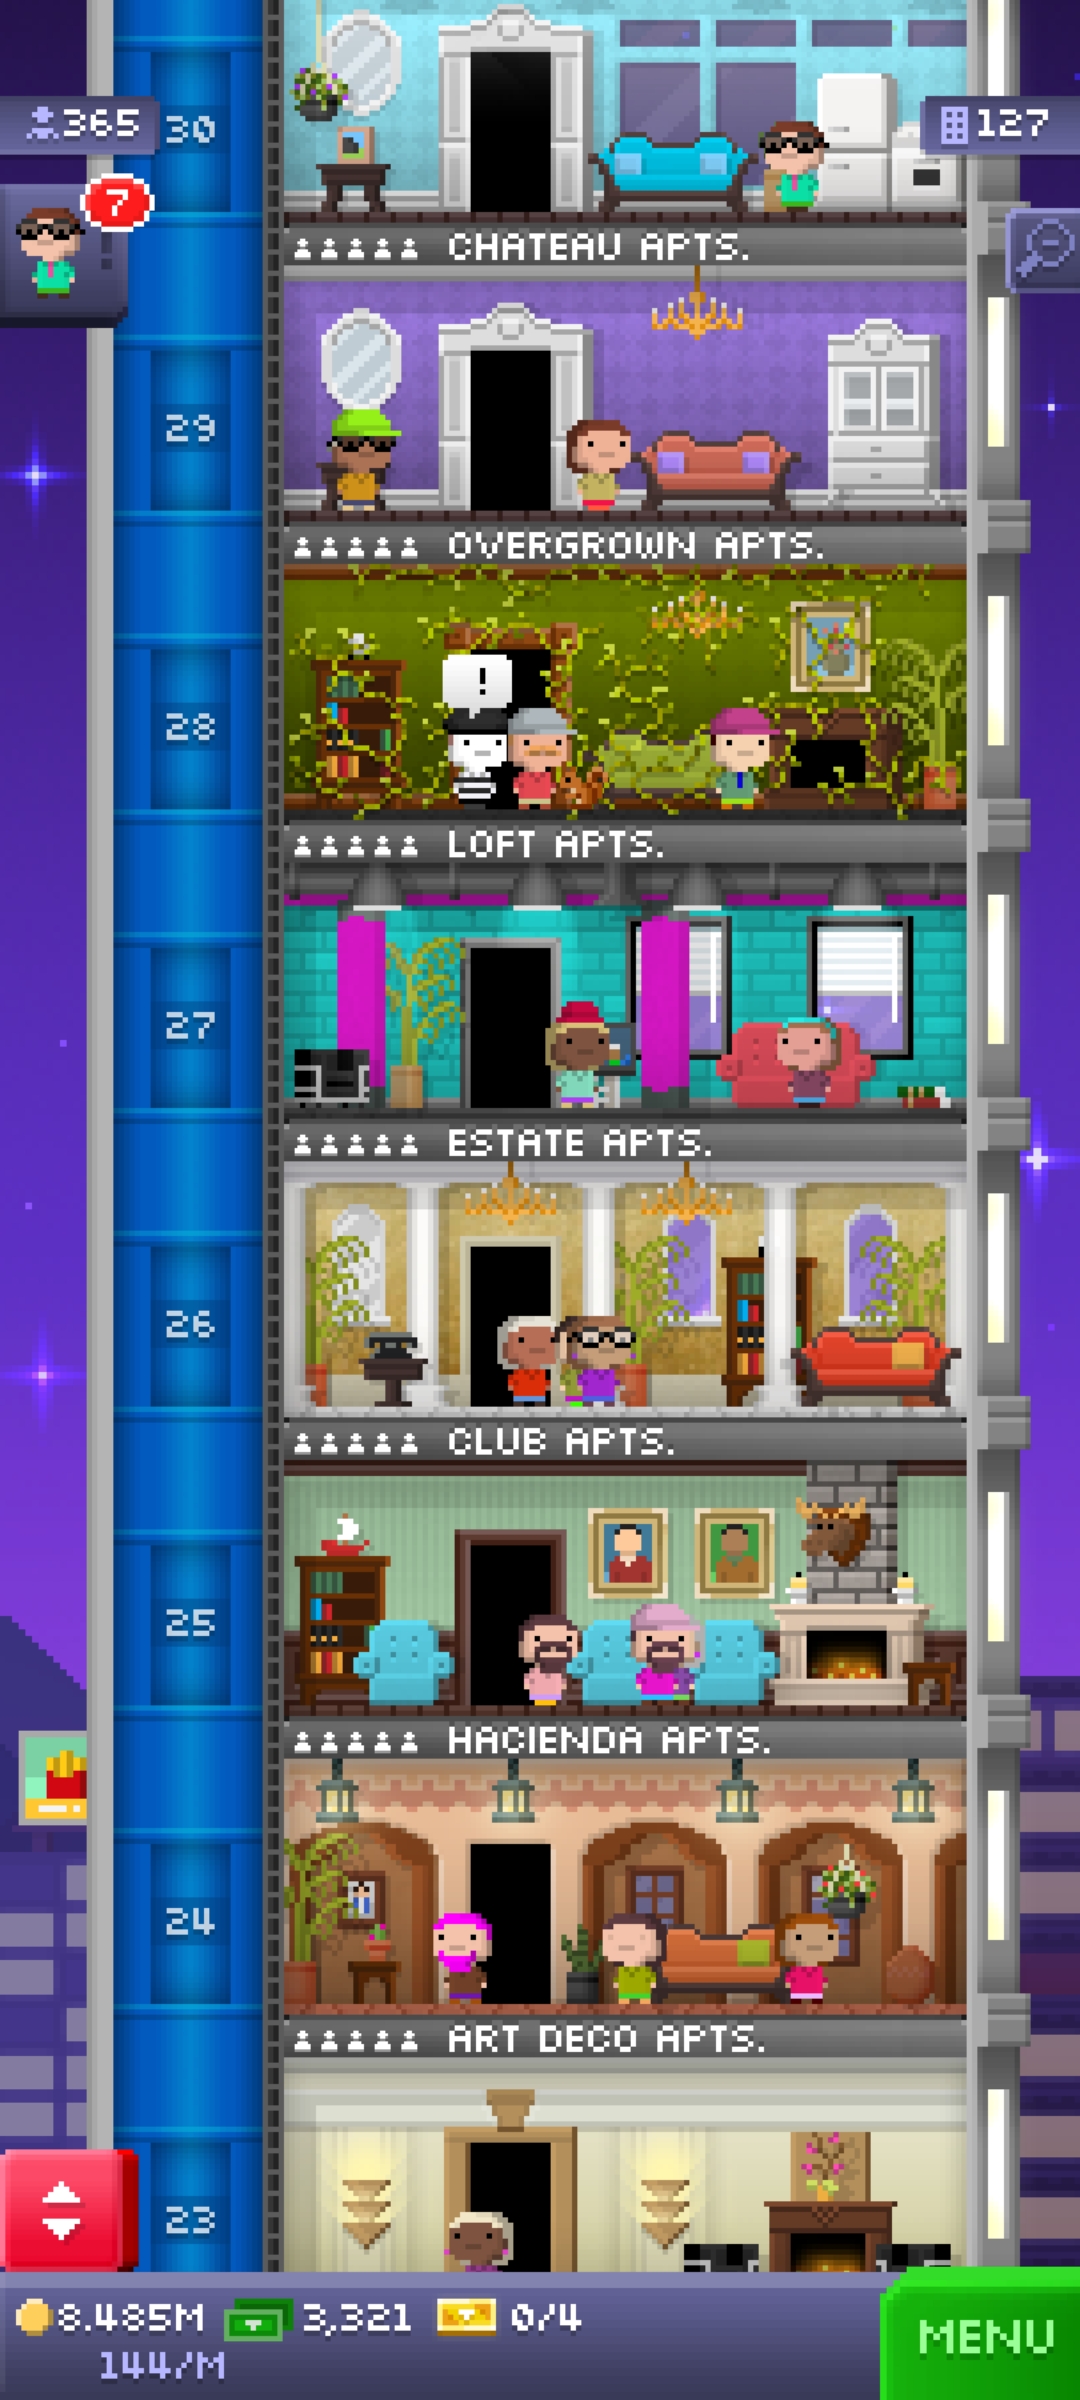 365
30
127
7
CHATEAU APTS.
29
OVERGROWN APTS.
!
28
LOFT APTS.
27
ESTATE APTS.
26
CLUB APTS.
25
HACIENDA APTS.
24
ART DECO APTS.
23
8.485M 3,321 0/4
144/M
MENU